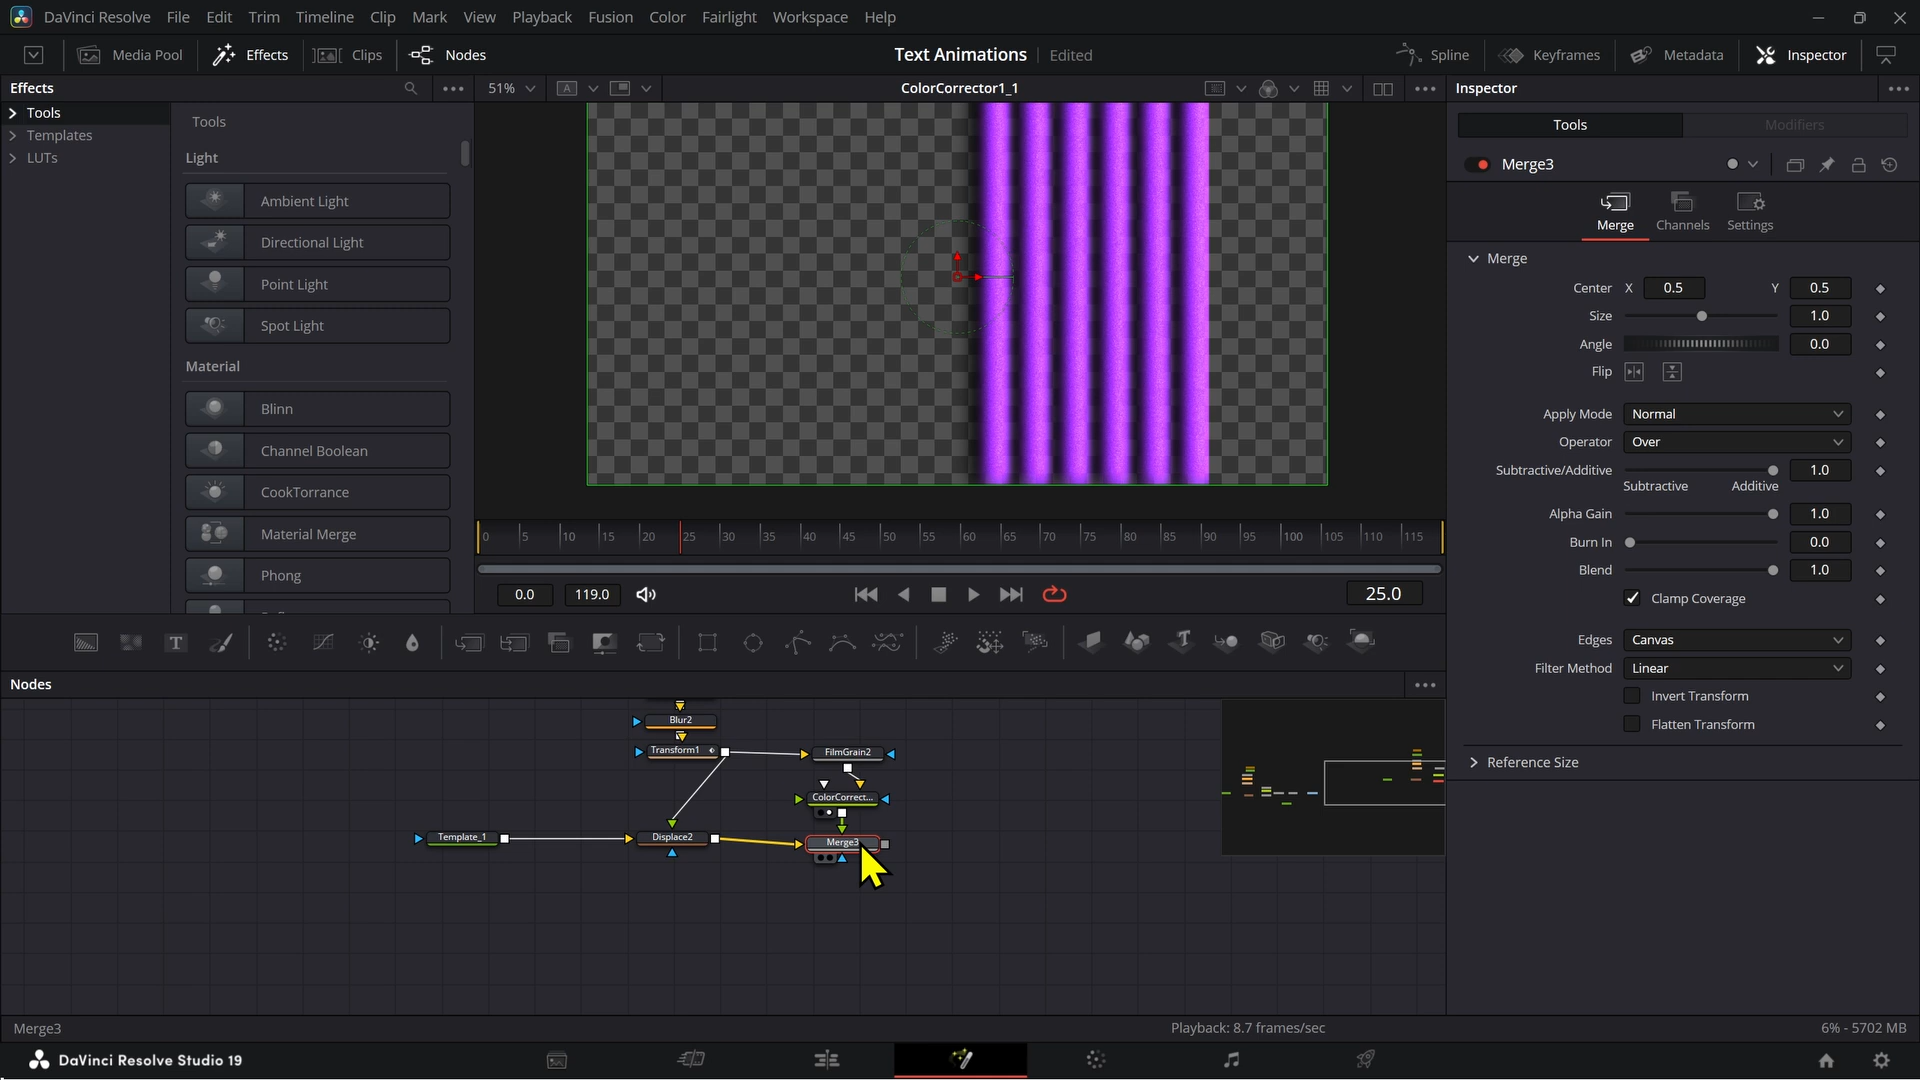 DaVinci Resolve File Edit Trim Timeline Clip Mark View Playback Fusion Color Fairlight Workspace Help
Media Pool Effects Clips Nodes Text Animations Edited Spline Keyframes Metadata Inspector
Effects 51% A ColorCorrector1_1 Inspector
Tools
Templates
LUTs
Tools
Light
Ambient Light
Directional Light
Point Light
Spot Light
Material
Blinn
Channel Boolean
CookTorrance
Material Merge
Phong
Tools Modifiers
Merge3
Merge Channels Settings
Merge
Center X 0.5 Y 0.5
Size 1.0
Angle 0.0
Flip
Apply Mode Normal
Operator Over
Subtractive/Additive 1.0
Subtractive Additive
Alpha Gain 1.0
Burn In 0.0
Blend 1.0
Clamp Coverage
Edges Canvas
Filter Method Linear
Invert Transform
Flatten Transform
Reference Size
0 5 10 15 20 25 30 35 40 45 50 55 60 65 70 75 80 85 90 95 100 105 110 115
0.0 119.0 25.0
T
Nodes
Blur2
Transform1 FilmGrain2
ColorCorrect...
Template_1 Displace2 Merge3
Merge3 Playback: 8.7 frames/sec 6% - 5702 MB
DaVinci Resolve Studio 19